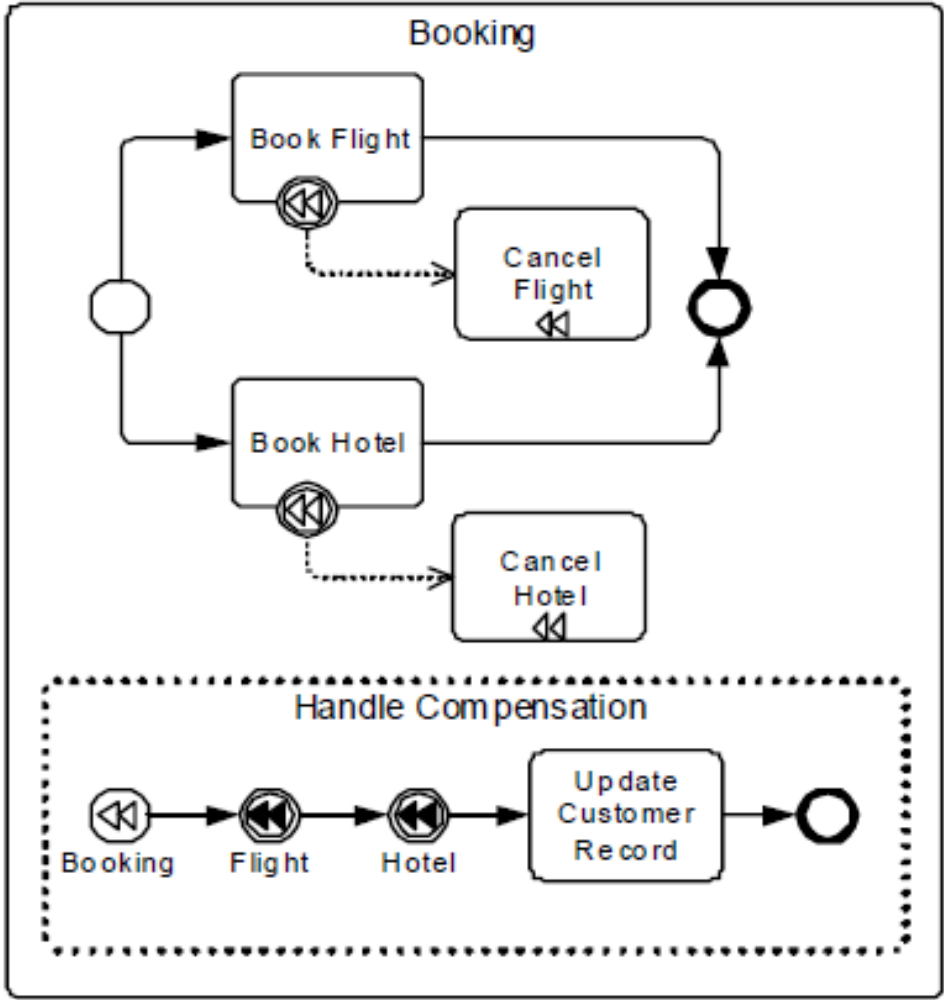 Booking
Book Flight
Cancel
Flight
Book Hotel
Cancel
Hotel
Handle Compensation
Booking
Flight
Hotel
Update
Customer
Record